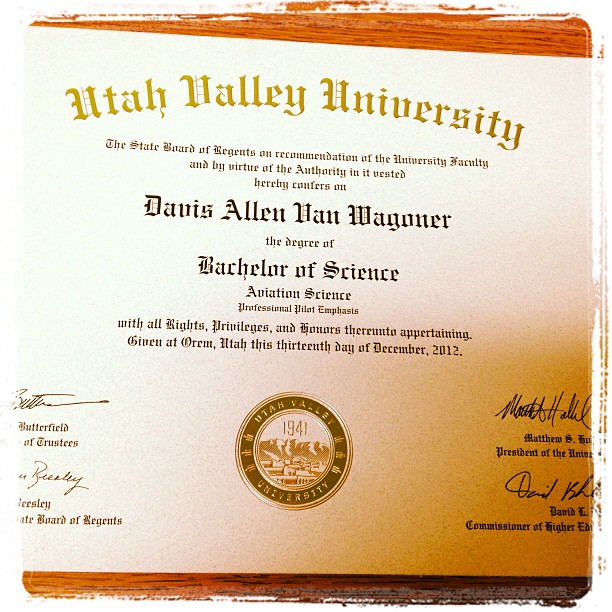 Utah Valley University
The State Board of Regents on recommendation of the University Faculty
and by virtue of the Authority in it vested
hereby confers on
Davis Allen Van Wagoner
the degree of
Bachelor of Science
Aviation Science
Professional Pilot Emphasis
with all Rights, Privileges, and Honors thereunto appertaining.
Given at Orem, Utah this thirteenth day of December, 2012.
Butterfield
of Trustees
Beesley
ate Board of Regents
UTAH VALLEY
1941
UNIVERSITY
Matthew S. Ho
President of the Unive
David L.
Commissioner of Higher Ed